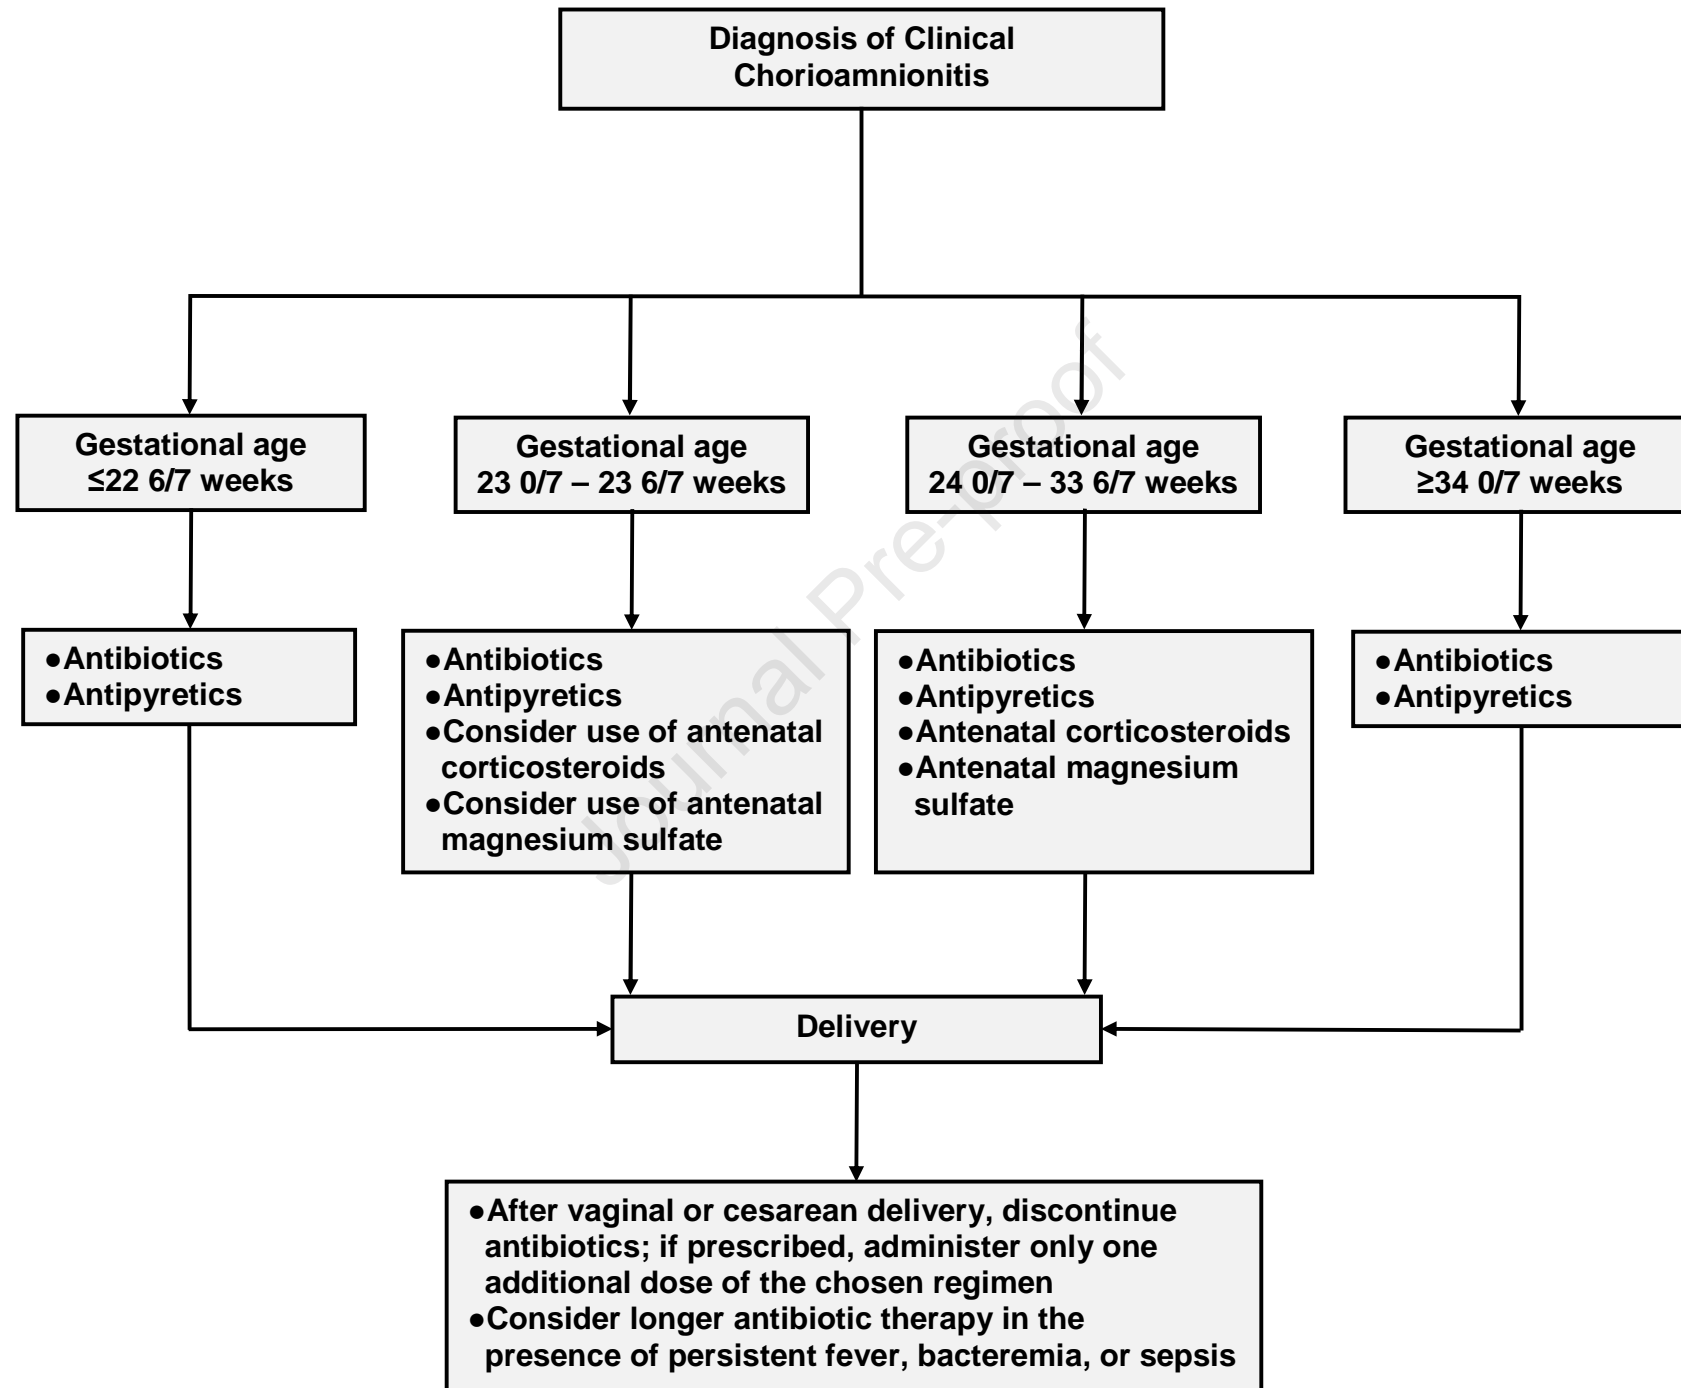 Diagnosis of Clinical
Chorioamnionitis
Gestational age
≤22 6/7 weeks
Gestational age
23 0/7 – 23 6/7 weeks
Gestational age
24 0/7 – 33 6/7 weeks
Gestational age
≥34 0/7 weeks
●Antibiotics
●Antipyretics
●Antibiotics
●Antipyretics
●Consider use of antenatal
corticosteroids
●Consider use of antenatal
magnesium sulfate
●Antibiotics
●Antipyretics
●Antenatal corticosteroids
●Antenatal magnesium
sulfate
●Antibiotics
●Antipyretics
Journal Pre-proof
Delivery
●After vaginal or cesarean delivery, discontinue
antibiotics; if prescribed, administer only one
additional dose of the chosen regimen
●Consider longer antibiotic therapy in the
presence of persistent fever, bacteremia, or sepsis